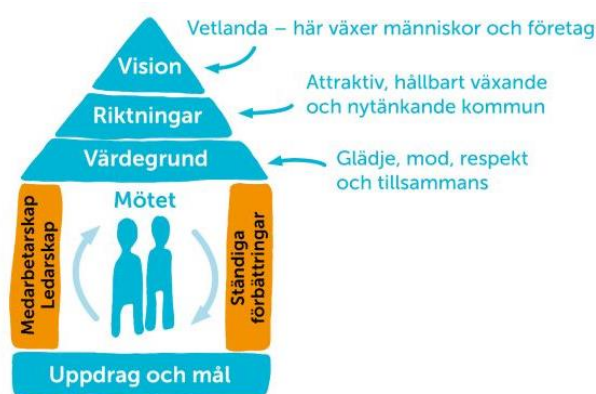 Vetlanda – här växer människor och företag
Vision
Attraktiv, hållbart växande
och nytänkande kommun
Riktningar
Värdegrund
Glädje, mod, respekt
och tillsammans
Mötet
Medarbetarskap
Ledarskap
Ständiga
förbättringar
Uppdrag och mål